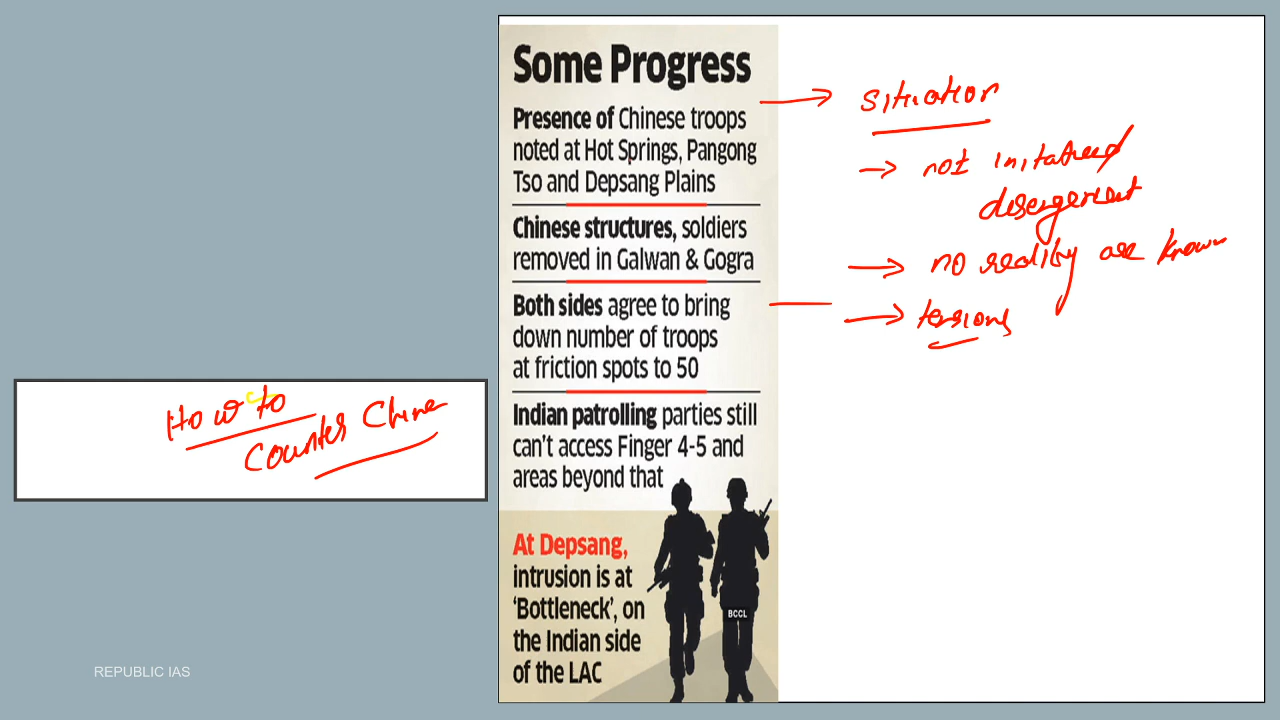 Some Progress
Presence of Chinese troops
noted at Hot Springs, Pangong
Tso and Depsang Plains
Chinese structures, soldiers
removed in Galwan & Gogra
Both sides agree to bring
down number of troops
at friction spots to 50
Indian patrolling parties still
can't access Finger 4-5 and
areas beyond that
At Depsang,
intrusion is at
'Bottleneck', on
the Indian side
of the LAC
BCCL
situation
→ not
→ no reality are known
→ tensions
How to
Counter China
REPUBLIC IAS